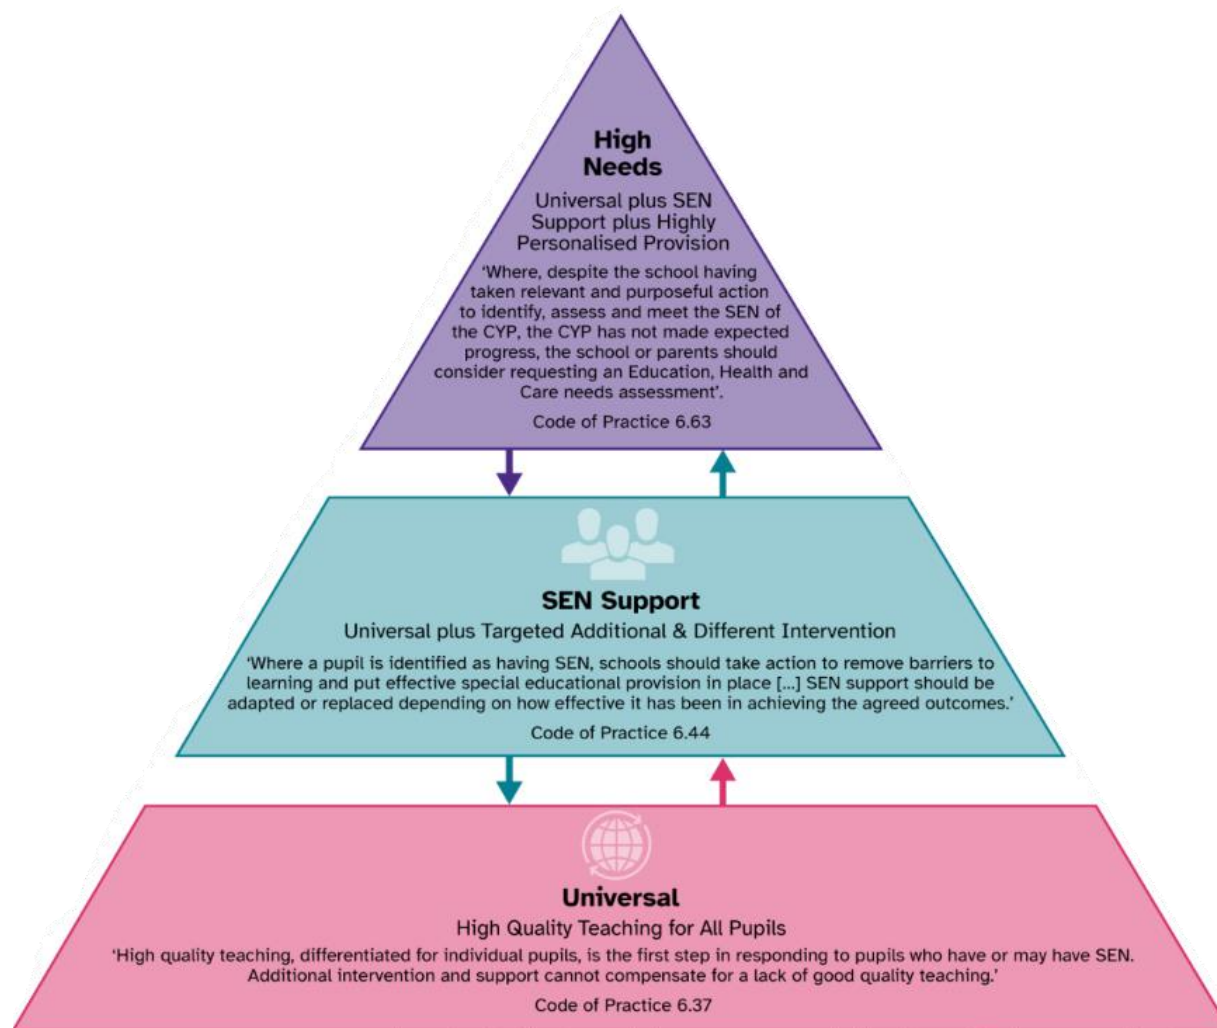 High
Needs
Universal plus SEN
Support plus Highly
Personalised Provision
‘Where, despite the school having
taken relevant and purposeful action
to identify, assess and meet the SEN of
the CYP, the CYP has not made expected
progress, the school or parents should
consider requesting an Education, Health and
Care needs assessment’.
Code of Practice 6.63
SEN Support
Universal plus Targeted Additional & Different Intervention
‘Where a pupil is identified as having SEN, schools should take action to remove barriers to
learning and put effective special educational provision in place [...] SEN support should be
adapted or replaced depending on how effective it has been in achieving the agreed outcomes.’
Code of Practice 6.44
Universal
High Quality Teaching for All Pupils
‘High quality teaching, differentiated for individual pupils, is the first step in responding to pupils who have or may have SEN.
Additional intervention and support cannot compensate for a lack of good quality teaching.’
Code of Practice 6.37